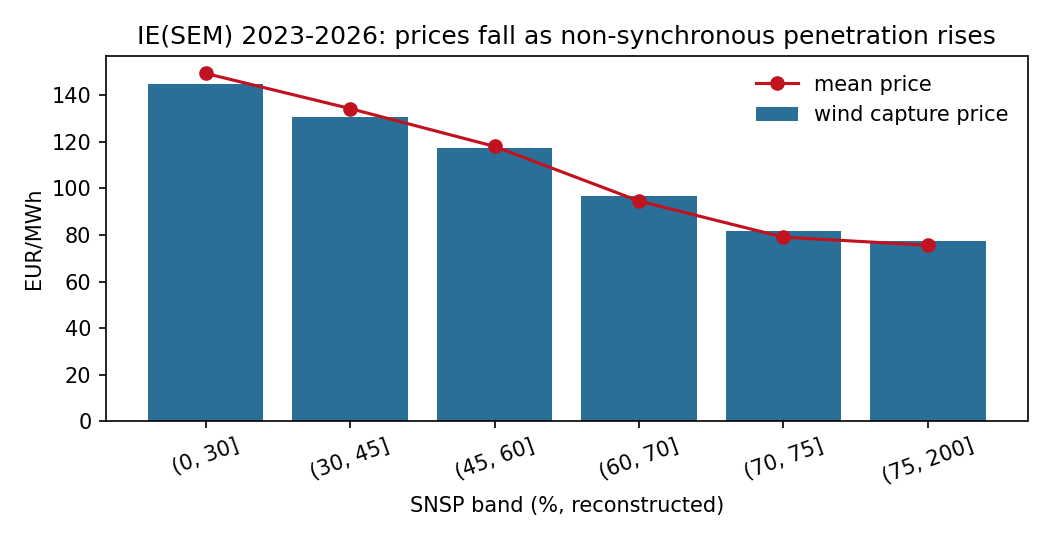 IE(SEM) 2023-2026: prices fall as non-synchronous penetration rises
mean price
wind capture price
EUR/MWh
140
120
100
80
60
40
20
0
(0, 30]
(30, 45]
(45, 60]
(60, 70]
(70, 75]
(75, 200]
SNSP band (%, reconstructed)